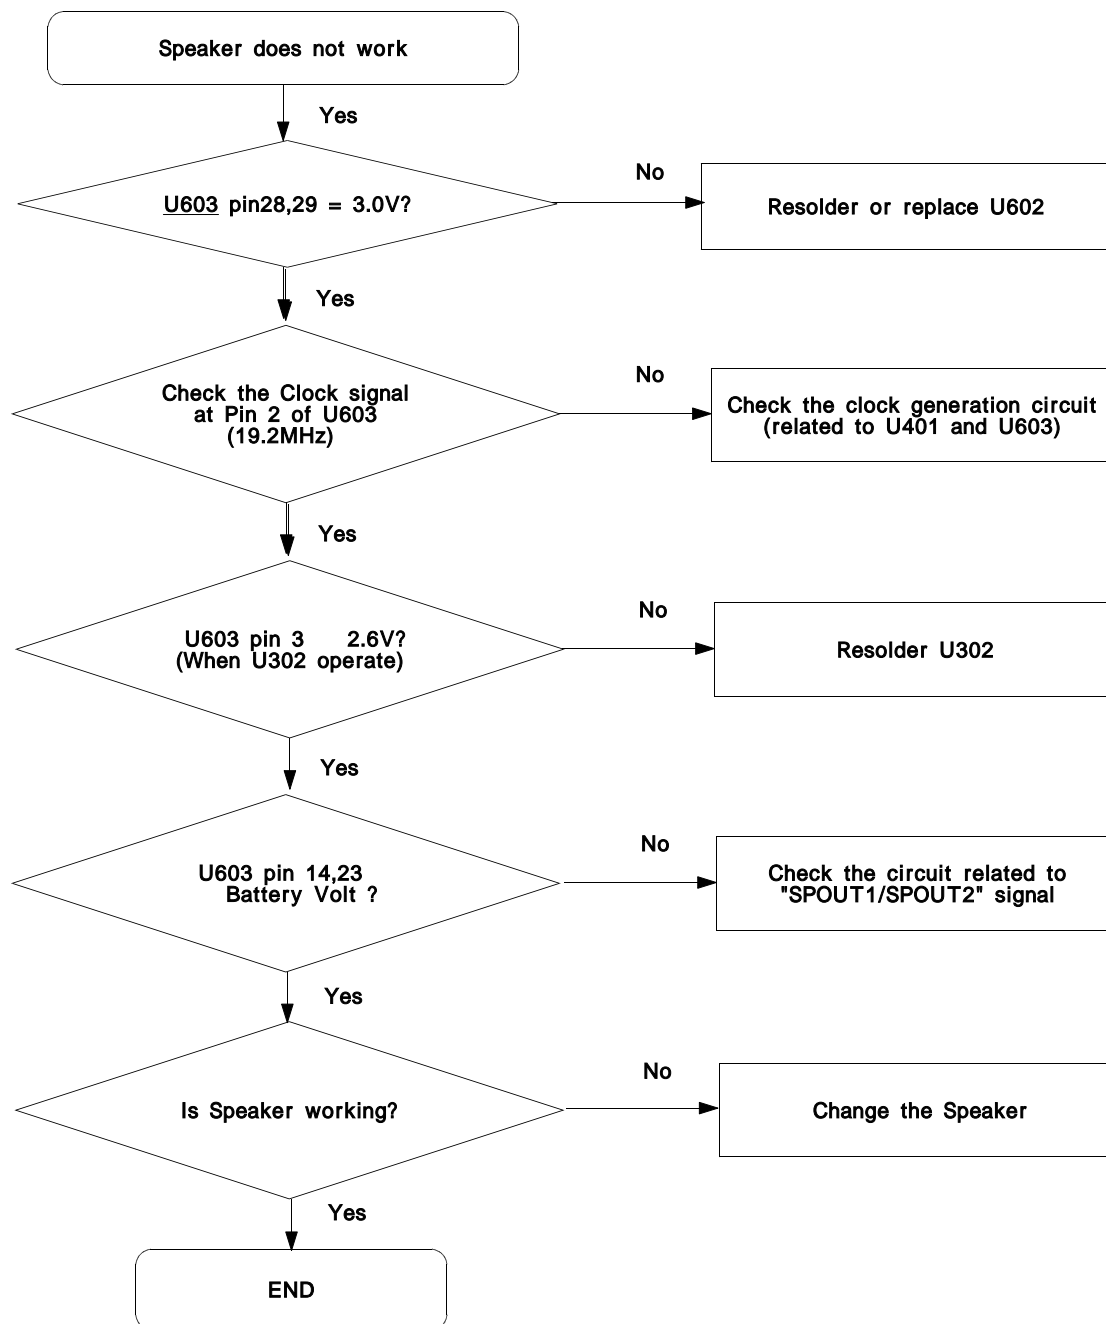 Speaker does not work
Yes
U603 pin28,29 = 3.0V?
No
Resolder or replace U602
Yes
Check the Clock signal
at Pin 2 of U603
(19.2MHz)
No
Check the clock generation circuit
(related to U401 and U603)
Yes
U603 pin 3 2.6V?
(When U302 operate)
No
Resolder U302
Yes
U603 pin 14,23
Battery Volt ?
No
Check the circuit related to
"SPOUT1/SPOUT2" signal
Yes
Is Speaker working?
No
Change the Speaker
Yes
END